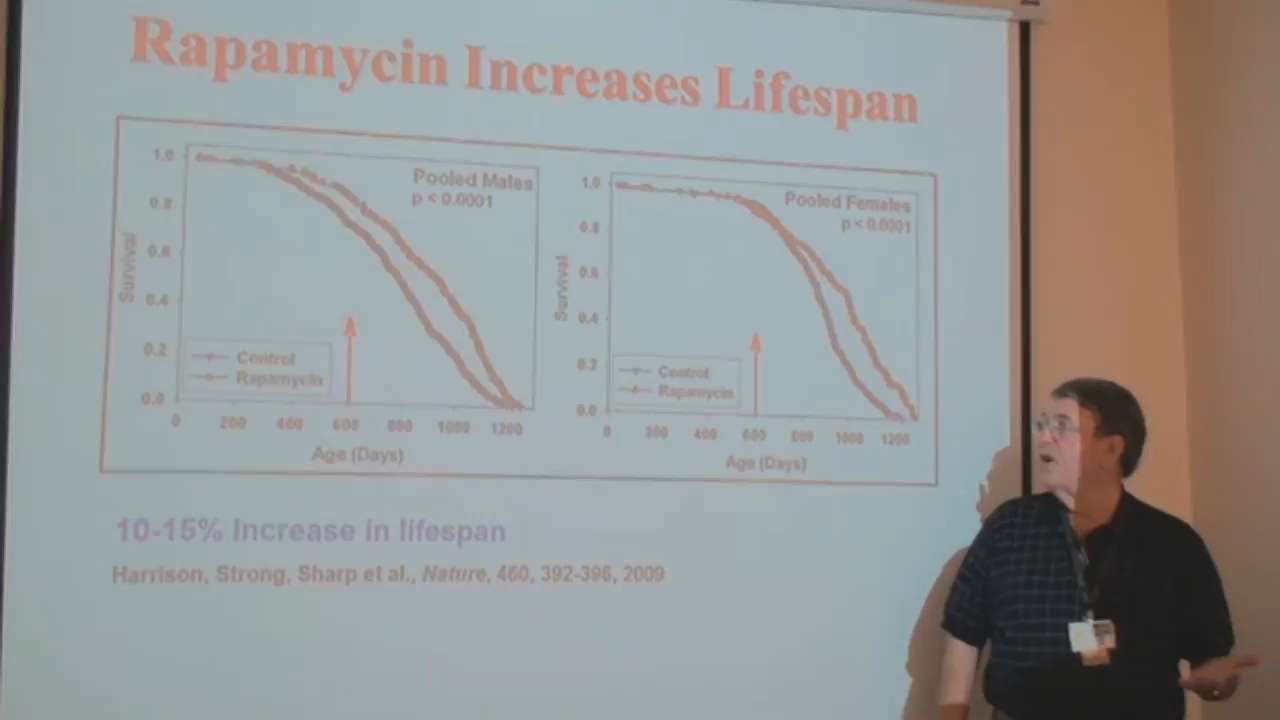 Rapamycin Increases Lifespan
Pooled Males
p < 0.0001
1.0
0.8
0.6
0.4
0.2
0.0
Survival
Control
Rapamycin
0 200 400 600 800 1000 1200
Age (Days)
Pooled Females
p < 0.0001
1.0
0.8
0.6
0.4
0.2
0.0
Survival
Control
Rapamycin
0 200 400 600 800 1000 1200
Age (Days)
10-15% Increase in lifespan
Harrison, Strong, Sharp et al., Nature, 460, 392-396, 2009